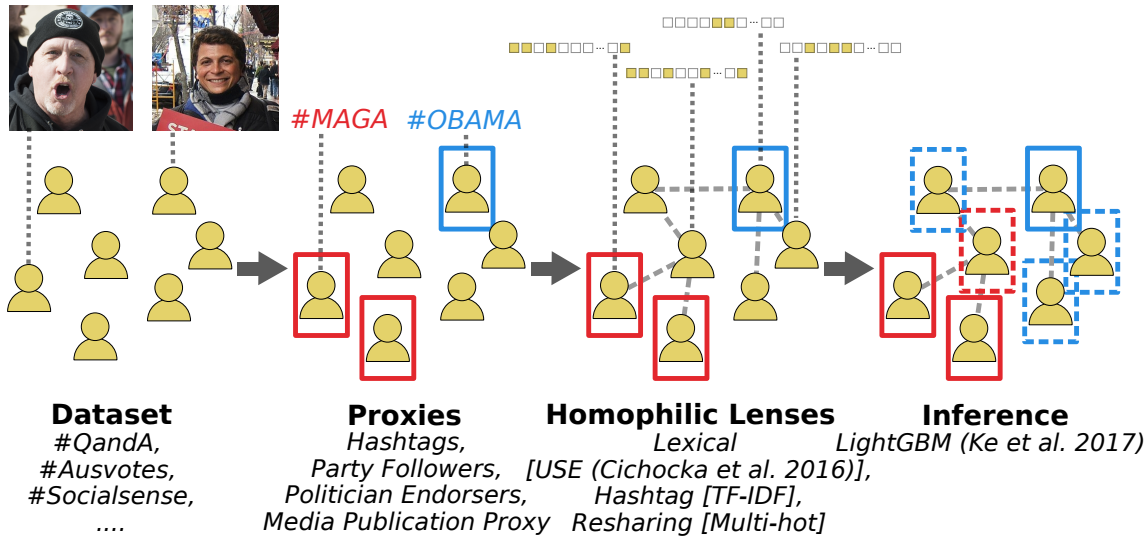 STA
#MAGA #OBAMA
Dataset
#QandA,
#Ausvotes,
#Socialsense,
....
Proxies
Hashtags,
Party Followers,
Politician Endorsers,
Media Publication Proxy
Homophilic Lenses
Lexical
[USE (Cichocka et al. 2016)],
Hashtag [TF-IDF],
Resharing [Multi-hot]
Inference
LightGBM (Ke et al. 2017)